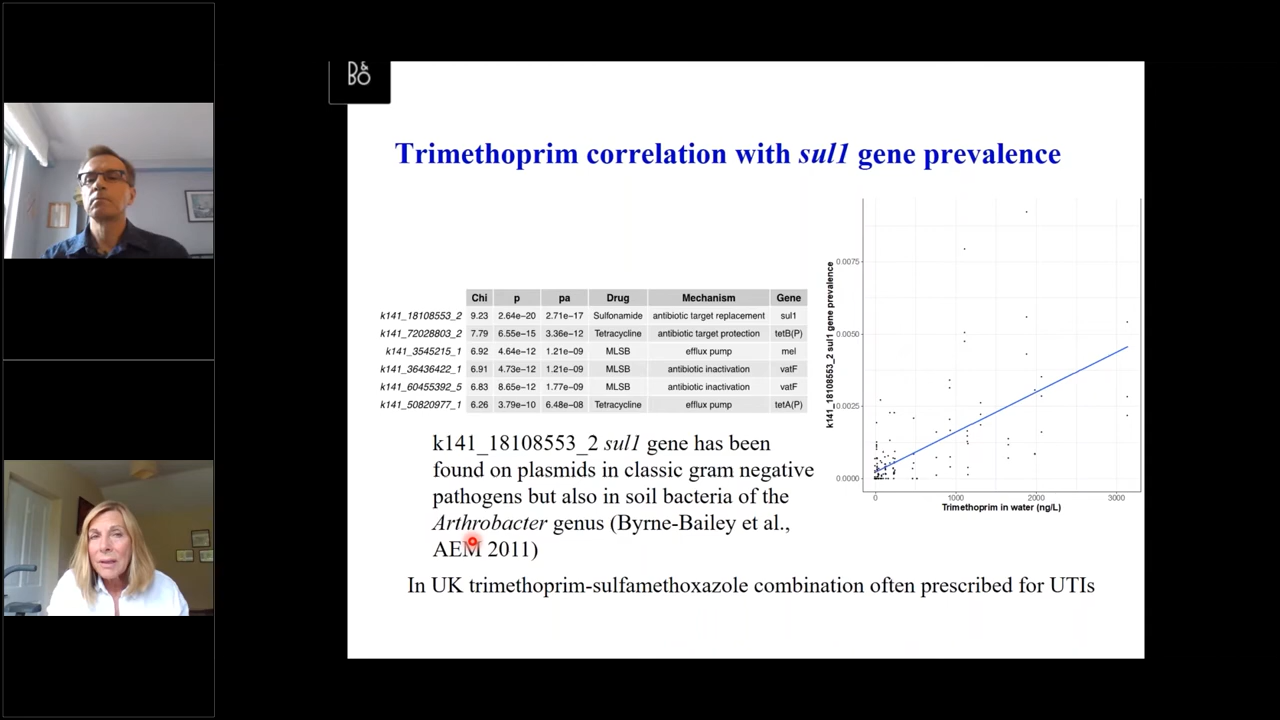 B&
BO
Trimethoprim correlation with sul1 gene prevalence
Chi p pa Drug Mechanism Gene
k141_18108553_2 9.23 2.64e−20 2.71e−17 Sulfonamide antibiotic target replacement sul1
k141_72028803_2 7.79 6.55e−15 3.36e−12 Tetracycline antibiotic target protection tetB(P)
k141_3545215_1 6.92 4.64e−12 1.21e−09 MLSB efflux pump mel
k141_36436422_1 6.91 4.73e−12 1.21e−09 MLSB antibiotic inactivation vatF
k141_60455392_5 6.83 8.65e−12 1.77e−09 MLSB antibiotic inactivation vatF
k141_50820977_1 6.26 3.79e−10 6.48e−08 Tetracycline efflux pump tetA(P)
k141_18108553_2 sul1 gene has been
found on plasmids in classic gram negative
pathogens but also in soil bacteria of the
Arthrobacter genus (Byrne-Bailey et al.,
AEM 2011)
In UK trimethoprim-sulfamethoxazole combination often prescribed for UTIs
k141_18108553_2 sul1 gene prevalence
0.0075
0.0050
0.0025
0.0000
0 1000 2000 3000
Trimethoprim in water (ng/L)